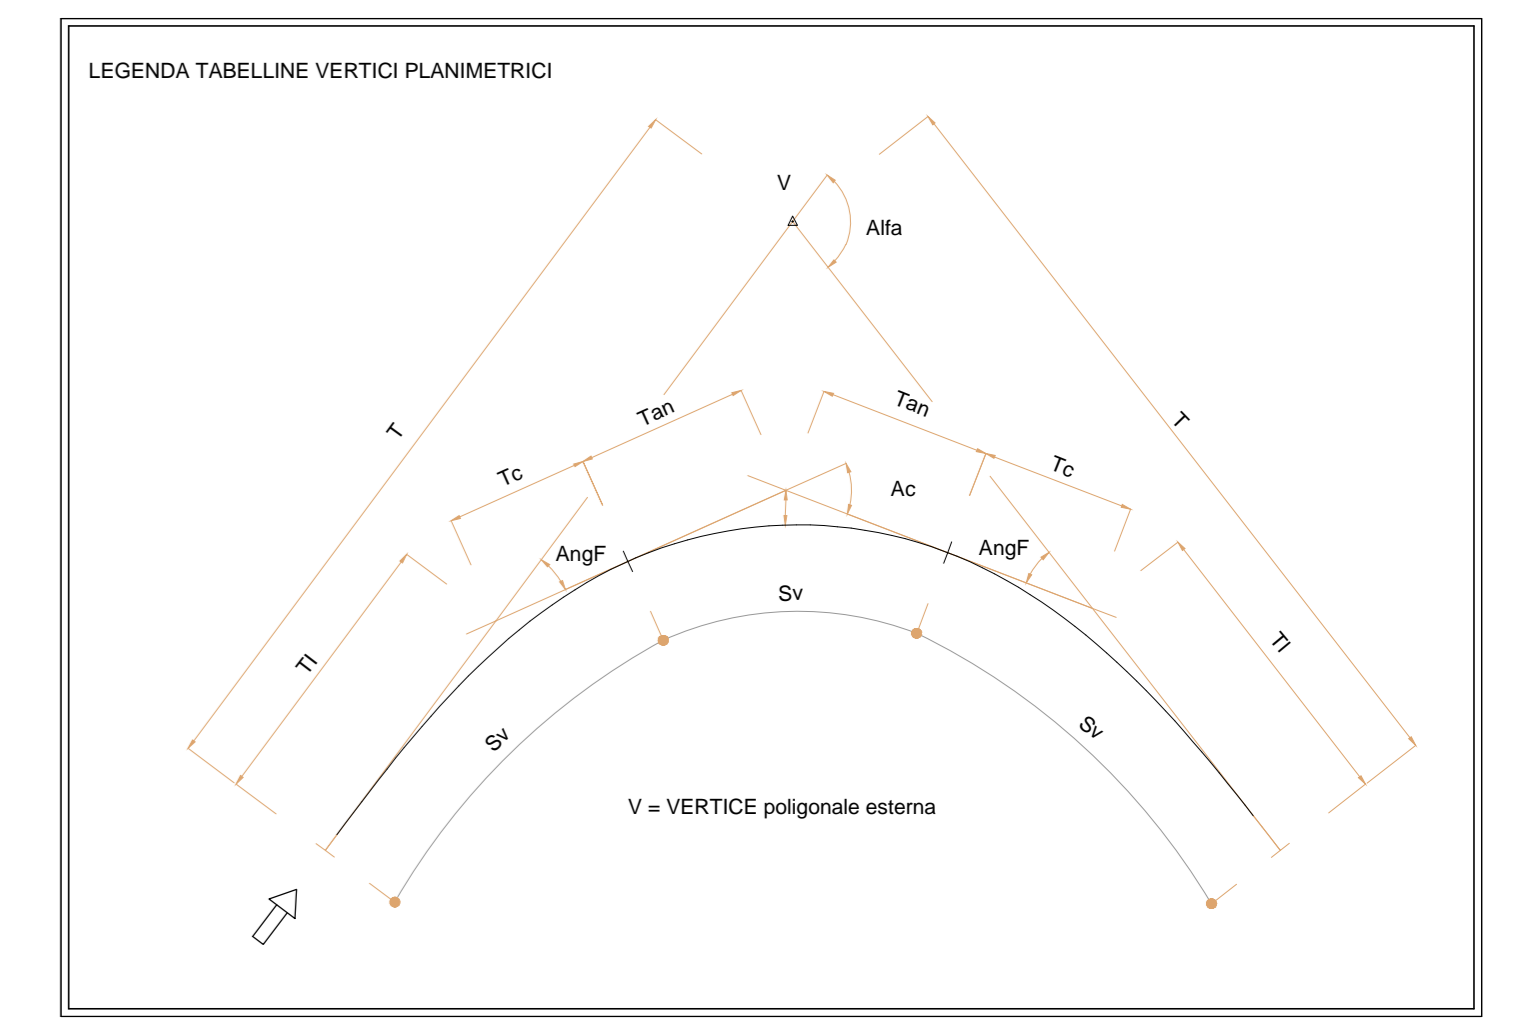 LEGENDA TABELLINE VERTICI PLANIMETRICI
V
Alfa
T
Tan
Tan
T
Tc
Tc
Ac
AngF
AngF
Sv
Tl
Tl
Sv
Sv
V = VERTICE poligonale esterna